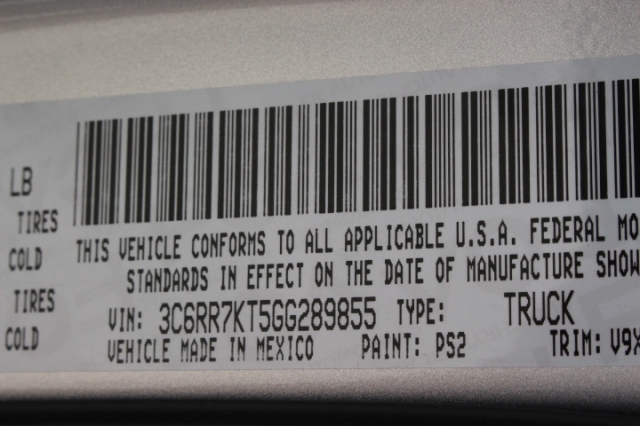 LB
TIRES
COLD
TIRES
COLD
THIS VEHICLE CONFORMS TO ALL APPLICABLE U.S.A. FEDERAL MO
STANDARDS IN EFFECT ON THE DATE OF MANUFACTURE SHOW
VIN: 3C6RR7KT5GG289855 TYPE: TRUCK
VEHICLE MADE IN MEXICO PAINT: PS2 TRIM: V9X